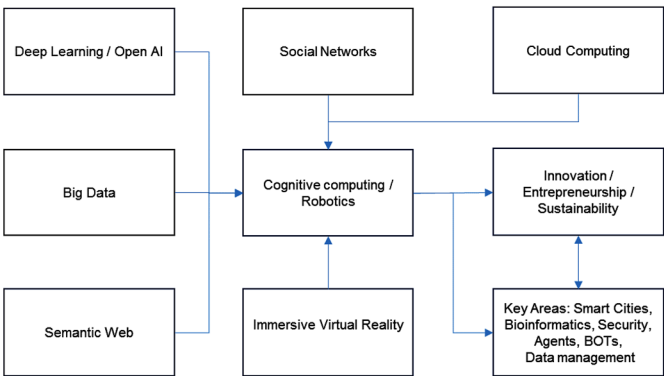 Deep Learning / Open AI
Social Networks
Cloud Computing
Big Data
Cognitive computing /
Robotics
Innovation /
Entrepreneurship /
Sustainability
Semantic Web
Immersive Virtual Reality
Key Areas: Smart Cities,
Bioinformatics, Security,
Agents, BOTs,
Data management